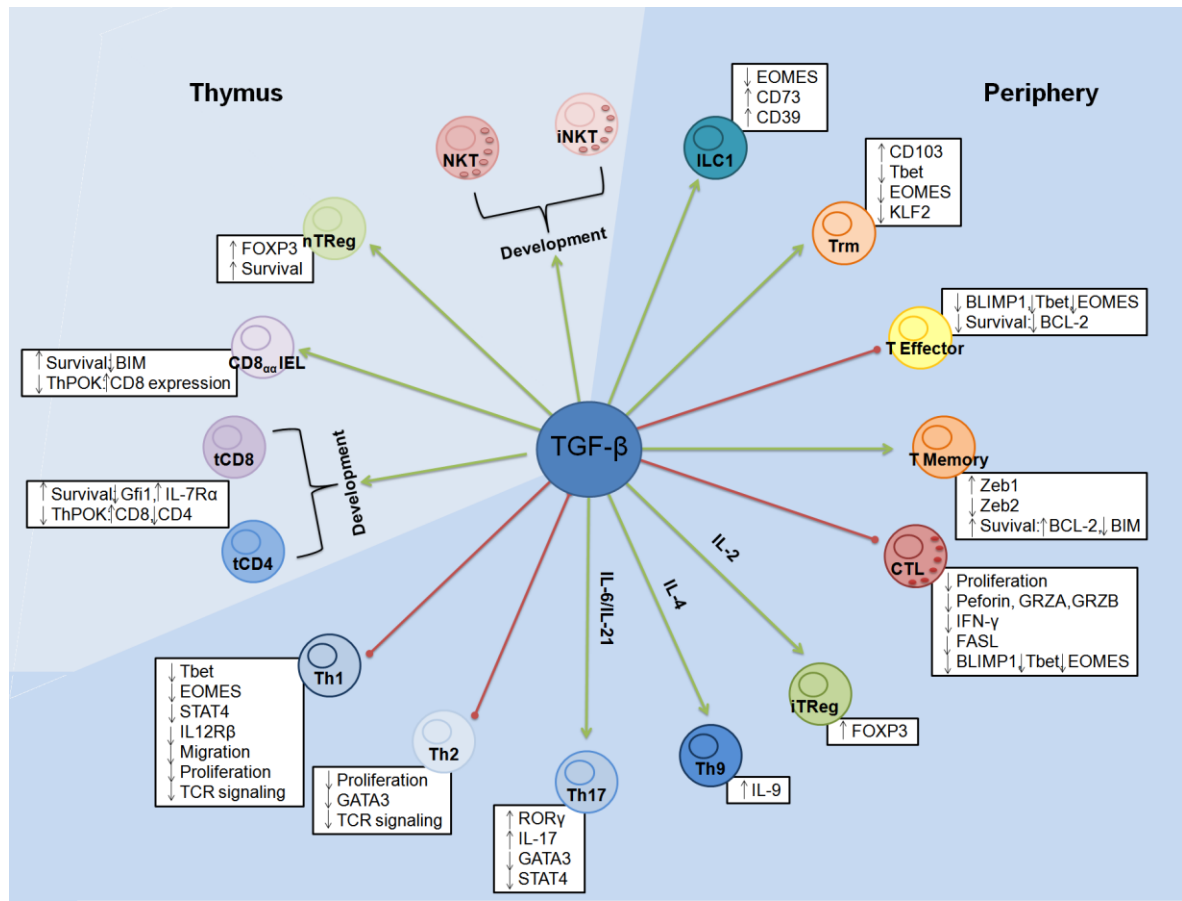 Thymus
Periphery
NKT
iNKT
Development
ILC1
↓ EOMES
↑ CD73
↑ CD39
Trm
↑ CD103
↓ Tbet
↓ EOMES
↓ KLF2
nTReg
↑ FOXP3
↑ Survival
T Effector
↓ BLIMP1↓Tbet↓EOMES
↓ Survival:↓BCL-2
CD8αα IEL
↑ Survival:↓BIM
↓ ThPOK:↑CD8 expression
TGF-β
T Memory
↑ Zeb1
↓ Zeb2
↑ Suvival:↑BCL-2,↓BIM
tCD8
↑ Survival:↓Gfi1,↑ IL-7Rα
↓ ThPOK:↑CD8,↓CD4
tCD4
Development
CTL
↓ Proliferation
↓ Peforin, GRZA,GRZB
↓ IFN-γ
↓ FASL
↓ BLIMP1↓Tbet↓EOMES
IL-2
IL-4
IL-6/IL-21
Th1
↓ Tbet
↓ EOMES
↓ STAT4
↓ IL12Rβ
↓ Migration
↓ Proliferation
↓ TCR signaling
Th2
↓ Proliferation
↓ GATA3
↓ TCR signaling
Th17
↑ RORγ
↑ IL-17
↓ GATA3
↓ STAT4
Th9
↑ IL-9
iTReg
↑ FOXP3